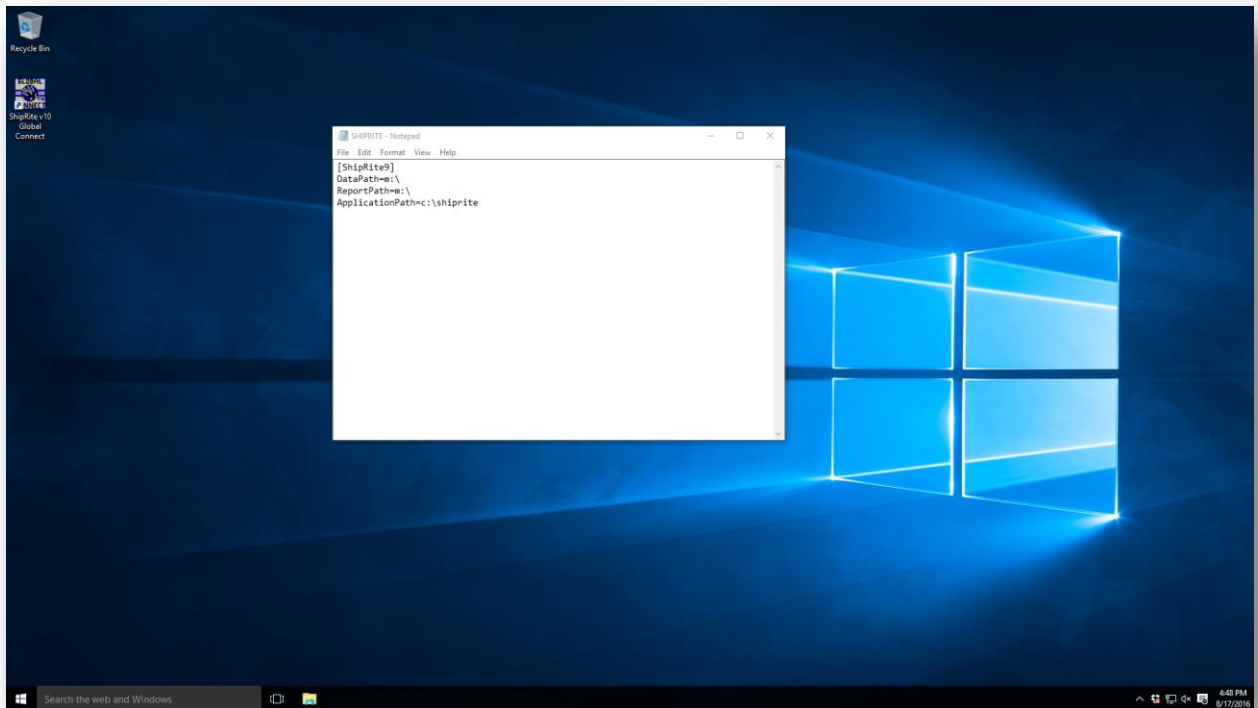 Recycle Bin
GLOBAL
ShipRite v10
Global
Connect
SHIPRITE - Notepad
File Edit Format View Help
[ShipRite9]
DataPath=m:\
ReportPath=m:\
ApplicationPath=c:\shiprite
Search the web and Windows
4:48 PM
8/17/2016